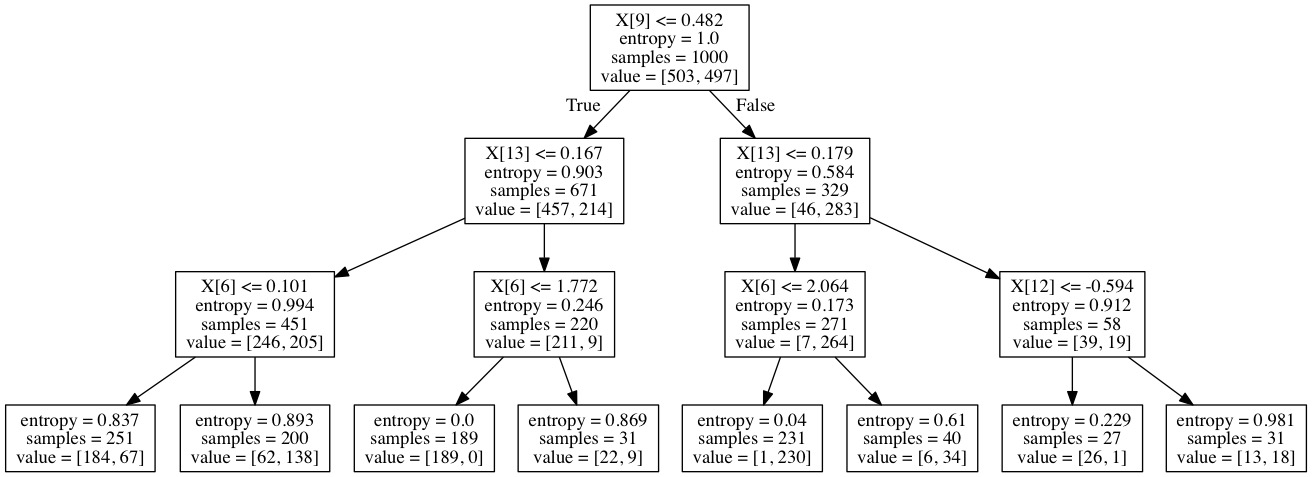 X[9] <= 0.482
entropy = 1.0
samples = 1000
value = [503, 497]
True
False
X[13] <= 0.167
entropy = 0.903
samples = 671
value = [457, 214]
X[13] <= 0.179
entropy = 0.584
samples = 329
value = [46, 283]
X[6] <= 0.101
entropy = 0.994
samples = 451
value = [246, 205]
X[6] <= 1.772
entropy = 0.246
samples = 220
value = [211, 9]
X[6] <= 2.064
entropy = 0.173
samples = 271
value = [7, 264]
X[12] <= -0.594
entropy = 0.912
samples = 58
value = [39, 19]
entropy = 0.837
samples = 251
value = [184, 67]
entropy = 0.893
samples = 200
value = [62, 138]
entropy = 0.0
samples = 189
value = [189, 0]
entropy = 0.869
samples = 31
value = [22, 9]
entropy = 0.04
samples = 231
value = [1, 230]
entropy = 0.61
samples = 40
value = [6, 34]
entropy = 0.229
samples = 27
value = [26, 1]
entropy = 0.981
samples = 31
value = [13, 18]